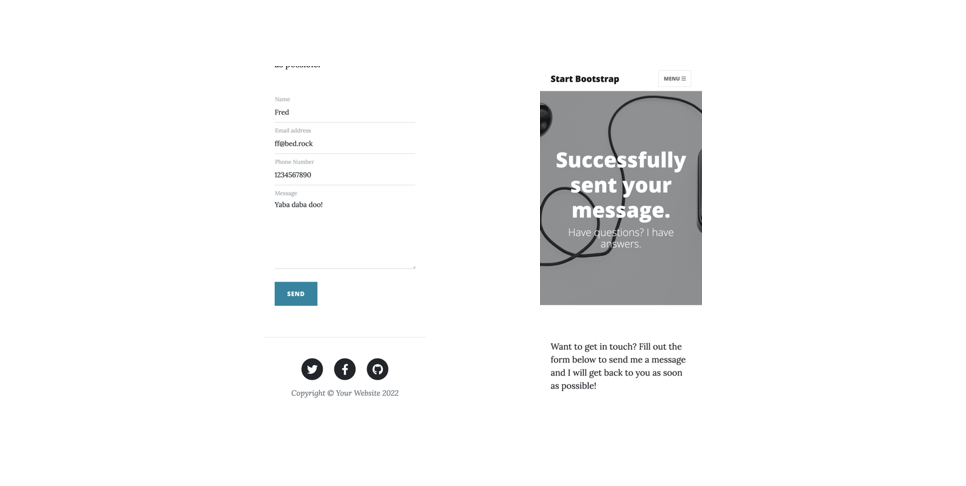 as possible!
Name
Fred
Email address
ff@bed.rock
Phone Number
1234567890
Message
Yaba daba doo!
SEND
Copyright © Your Website 2022
Start Bootstrap
MENU
Successfully
sent your
message.
Have questions? I have
answers.
Want to get in touch? Fill out the
form below to send me a message
and I will get back to you as soon
as possible!